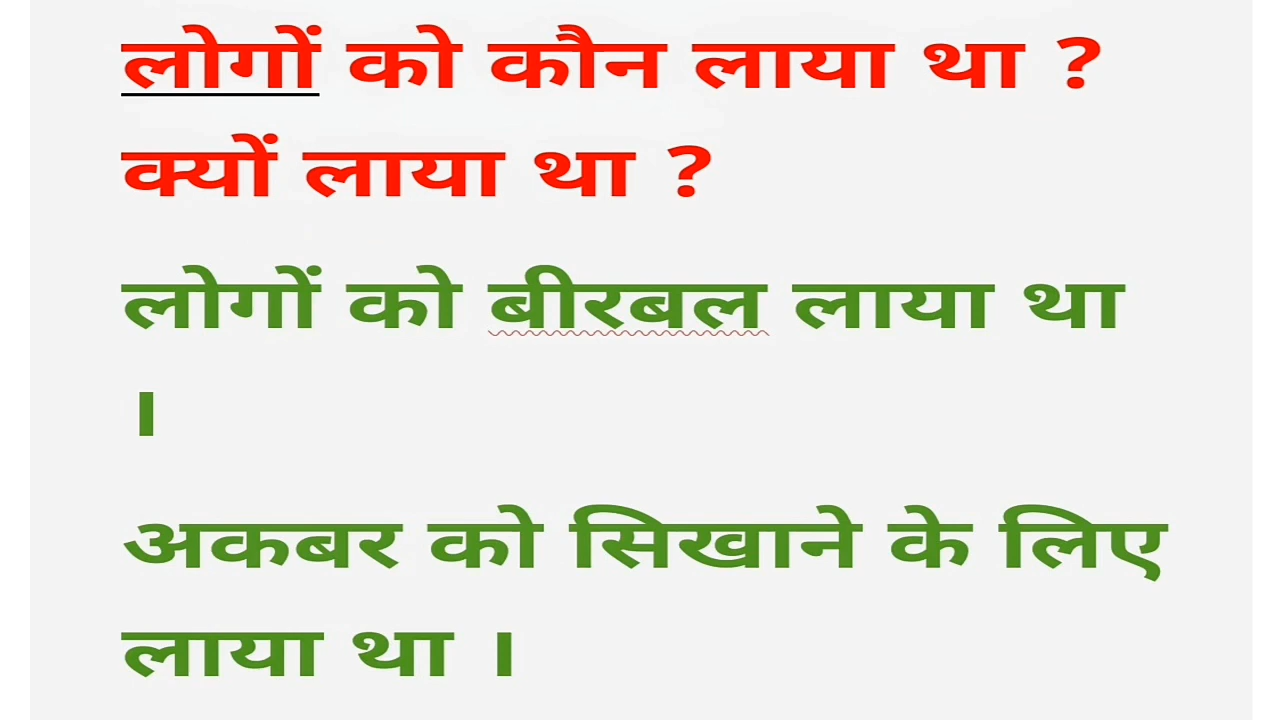 लोगों को कौन लाया था ?
क्यों लाया था ?
लोगों को बीरबल लाया था
।
अकबर को सिखाने के लिए
लाया था ।